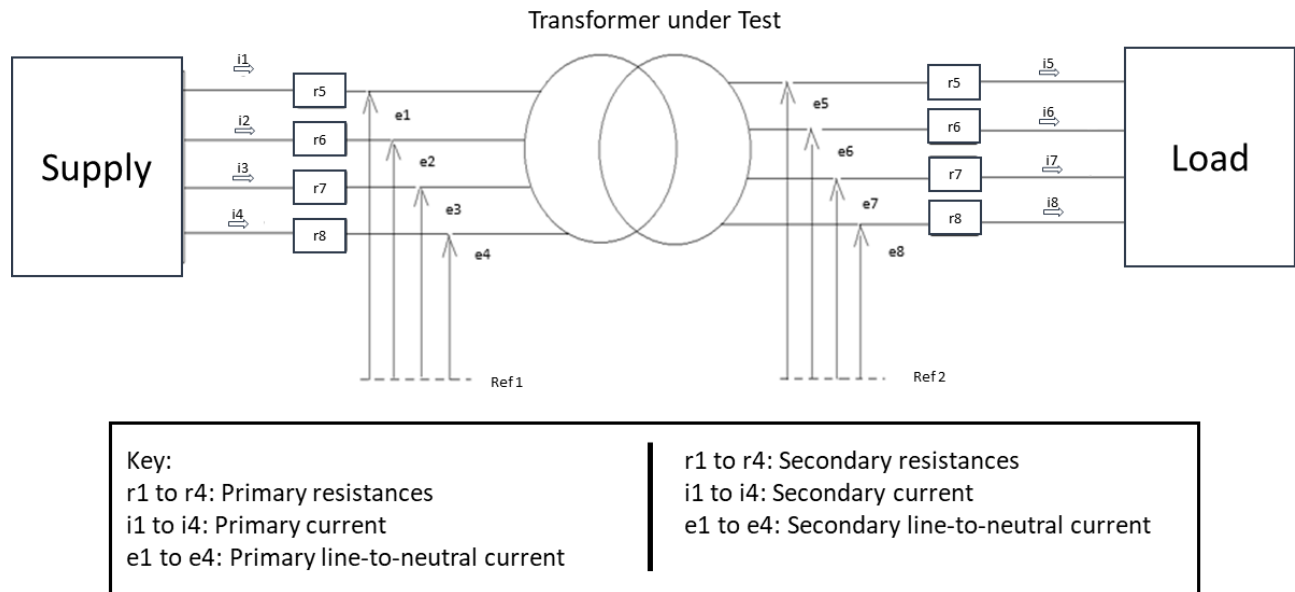 Transformer under Test
Supply
i1
i2
i3
i4
r5
r6
r7
r8
e1
e2
e3
e4
Ref 1
e5
e6
e7
e8
Ref 2
r5
r6
r7
r8
i5
i6
i7
i8
Load
Key:
r1 to r4: Primary resistances
i1 to i4: Primary current
e1 to e4: Primary line-to-neutral current
r1 to r4: Secondary resistances
i1 to i4: Secondary current
e1 to e4: Secondary line-to-neutral current